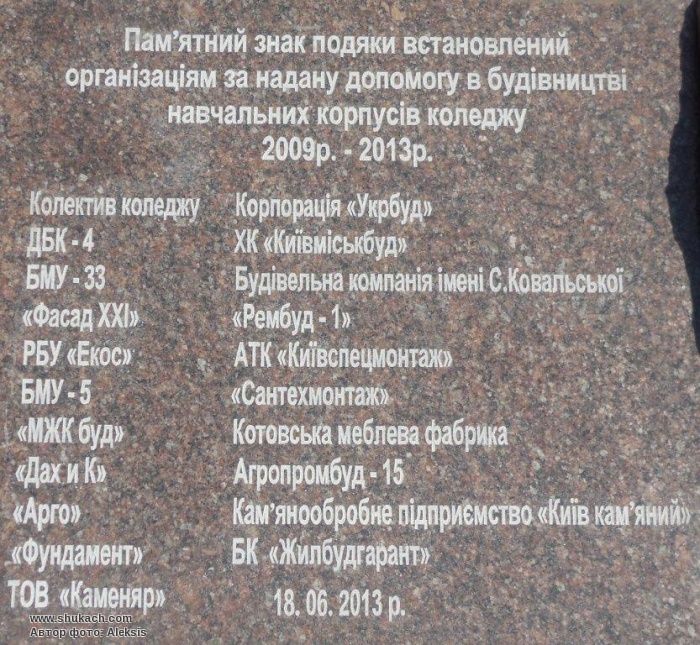 Пам’ятний знак подяки встановлений
організаціям за надану допомогу в будівництві
навчальних корпусів коледжу
2009р. - 2013р.
Колектив коледжу
ДБК - 4
БМУ - 33
«Фасад XXI»
РБУ «Екос»
БМУ - 5
«МЖК буд»
«Дах и К»
«Арго»
«Фундамент»
ТОВ «Каменяр»
Корпорація «Укрбуд»
ХК «Київміськбуд»
Будівельна компанія імені С.Ковальської
«Рембуд - 1»
АТК «Київспецмонтаж»
«Сантехмонтаж»
Котовська меблева фабрика
Агропромбуд - 15
Кам’янообробне підприємство «Київ кам’яний»
БК «Жилбудгарант»
18. 06. 2013 р.
www.shukach.com
Автор фото: Aleksis